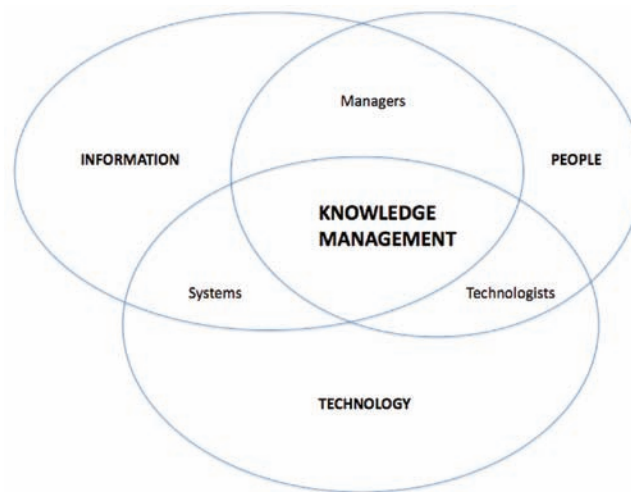 Managers
INFORMATION
PEOPLE
KNOWLEDGE
MANAGEMENT
Systems
Technologists
TECHNOLOGY